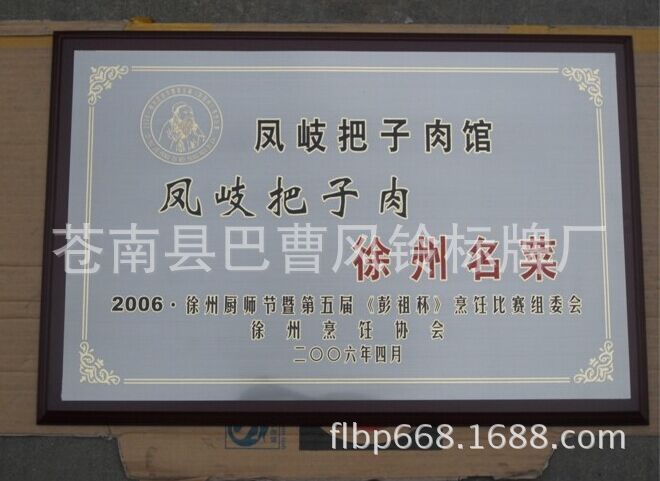 凤岐把子肉馆
凤岐把子肉
苍南县巴曹风铃标牌厂
徐州名菜
2006·徐州厨师节暨第五届《彭祖杯》烹饪比赛组委会
徐州烹饪协会
二〇〇六年四月
flbp668.1688.com